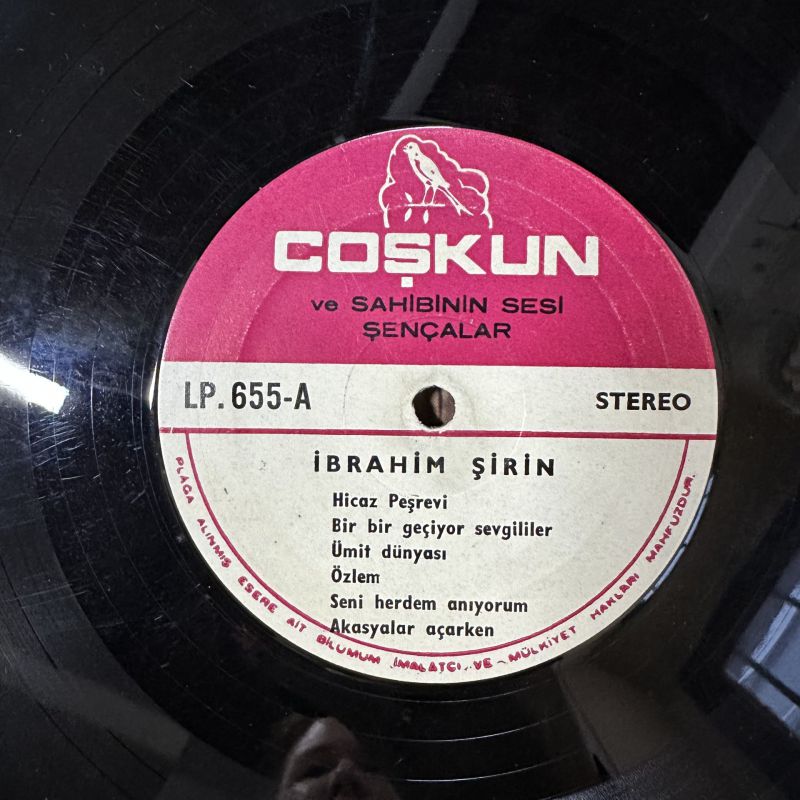 COŞKUN
ve SAHİBİNİN SESİ
ŞENÇALAR
LP. 655-A
STEREO
İBRAHİM ŞİRİN
Hicaz Peşrevi
Bir bir geçiyor sevgililer
Ümit dünyası
Özlem
Seni herdem anıyorum
Akasyalar açarken
PLÂĞA ALINMIŞ ESERE AİT BİLUMUM İMALATÇI VE MÜLKİYET HAKLARI MAHFUZDUR.